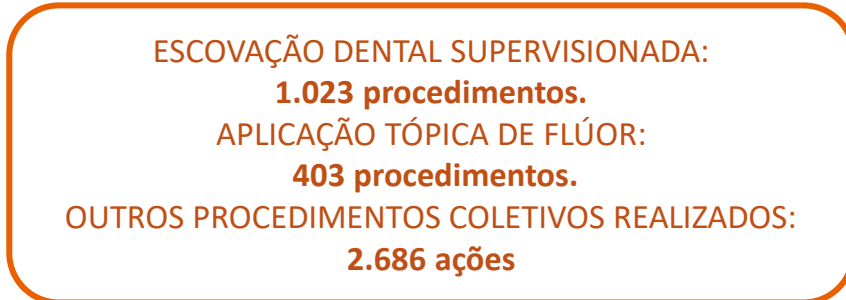 ESCOVAÇÃO DENTAL SUPERVISIONADA:
1.023 procedimentos.
APLICAÇÃO TÓPICA DE FLÚOR:
403 procedimentos.
OUTROS PROCEDIMENTOS COLETIVOS REALIZADOS:
2.686 ações